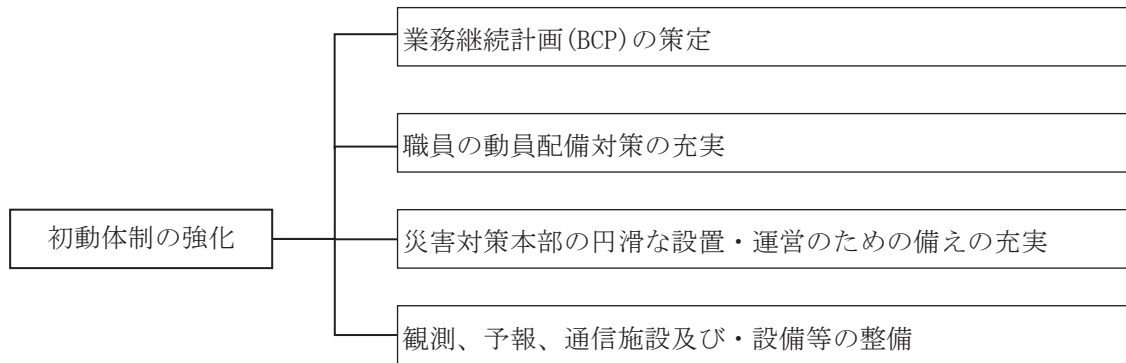 業務継続計画(BCP)の策定
職員の動員配備対策の充実
初動体制の強化
災害対策本部の円滑な設置・運営のための備えの充実
観測、予報、通信施設及び・設備等の整備